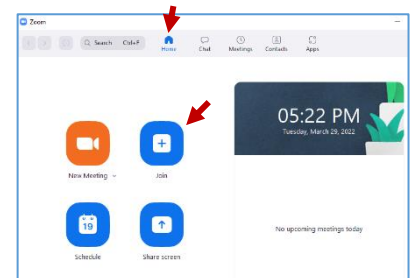 Zoom
Search Ctrl+F
Home Chat Meetings Contacts Apps
05:22 PM
Tuesday, March 29, 2022
New Meeting Join
19
Schedule Share screen
No upcoming meetings today